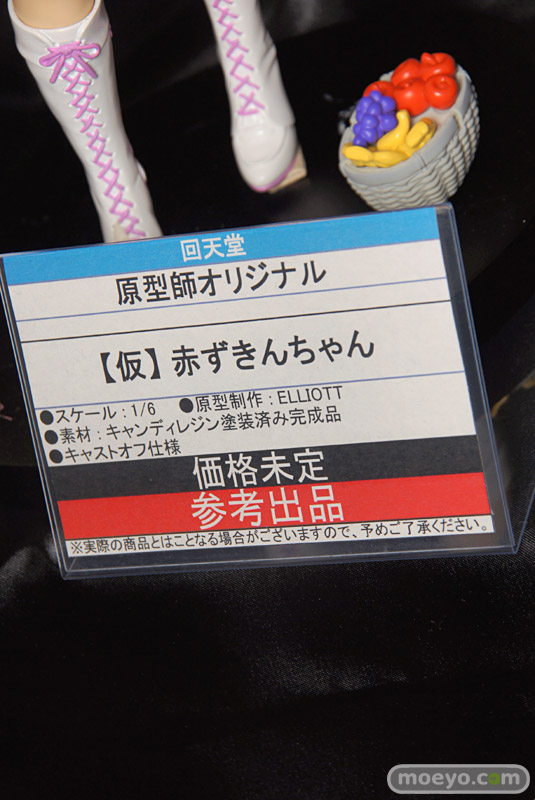 回天堂
原型師オリジナル
【仮】赤ずきんちゃん
●スケール：1/6　●原型制作：ELLIOTT
●素材：キャンディレジン塗装済み完成品
●キャストオフ仕様
価格未定
参考出品
※実際の商品とはことなる場合がございますので、予めご了承ください。
moeyo.com